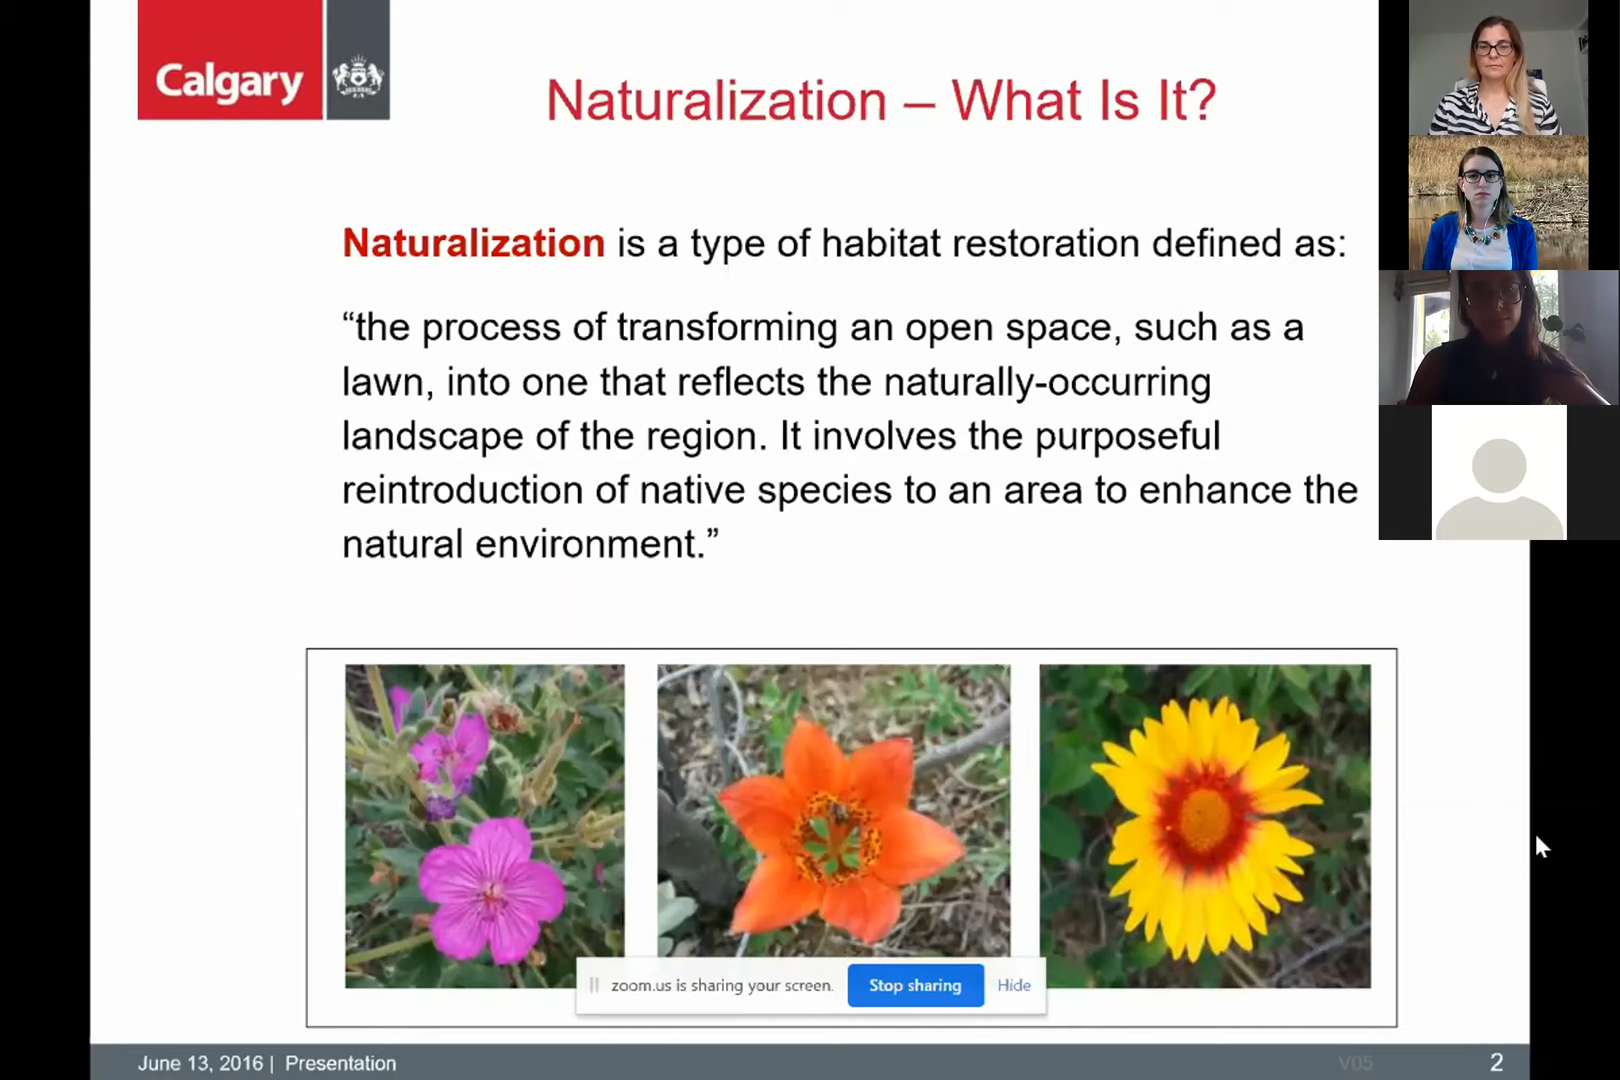 Calgary
Naturalization – What Is It?
Naturalization is a type of habitat restoration defined as:
“the process of transforming an open space, such as a
lawn, into one that reflects the naturally-occurring
landscape of the region. It involves the purposeful
reintroduction of native species to an area to enhance the
natural environment.”
zoom.us is sharing your screen. Stop sharing Hide
June 13, 2016 | Presentation V05 2